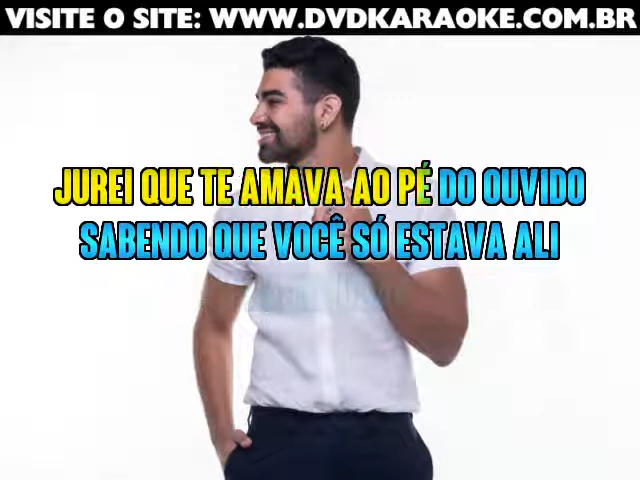 VISITE O SITE: WWW.DVDKARAOKE.COM.BR
JUREI QUE TE AMAVA AO PÉ DO OUVIDO
SABENDO QUE VOCÊ SÓ ESTAVA ALI